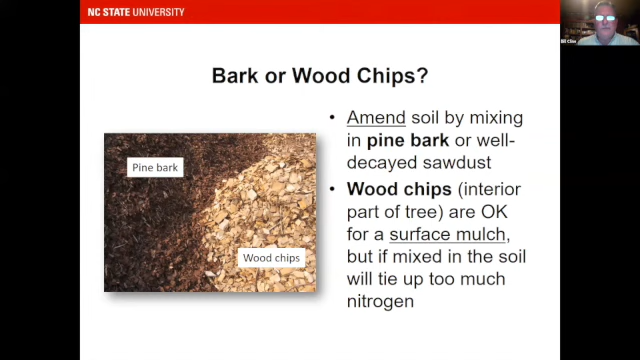 NC STATE UNIVERSITY
Bark or Wood Chips?
Pine bark
Wood chips
• Amend soil by mixing
in pine bark or well-
decayed sawdust
• Wood chips (interior
part of tree) are OK
for a surface mulch,
but if mixed in the soil
will tie up too much
nitrogen